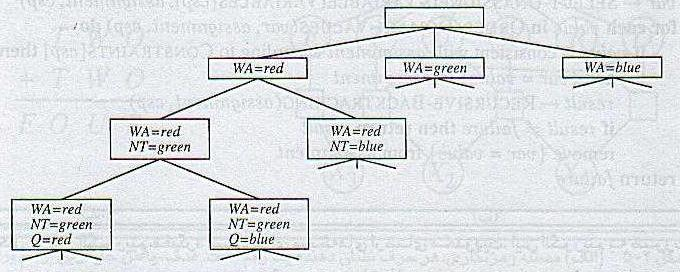 WA=red
WA=green
WA=blue
WA=red
NT=green
WA=red
NT=blue
WA=red
NT=green
Q=red
WA=red
NT=green
Q=blue